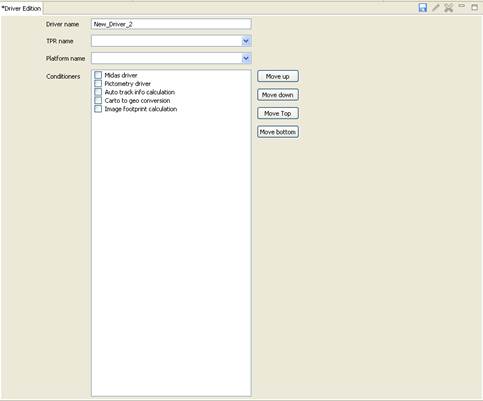 *Driver Edition
Driver name New_Driver_2
TPR name
Platform name
Conditioners Midas driver Move up
Pictometry driver
Auto track info calculation Move down
Carto to geo conversion
Image footprint calculation Move Top
Move bottom